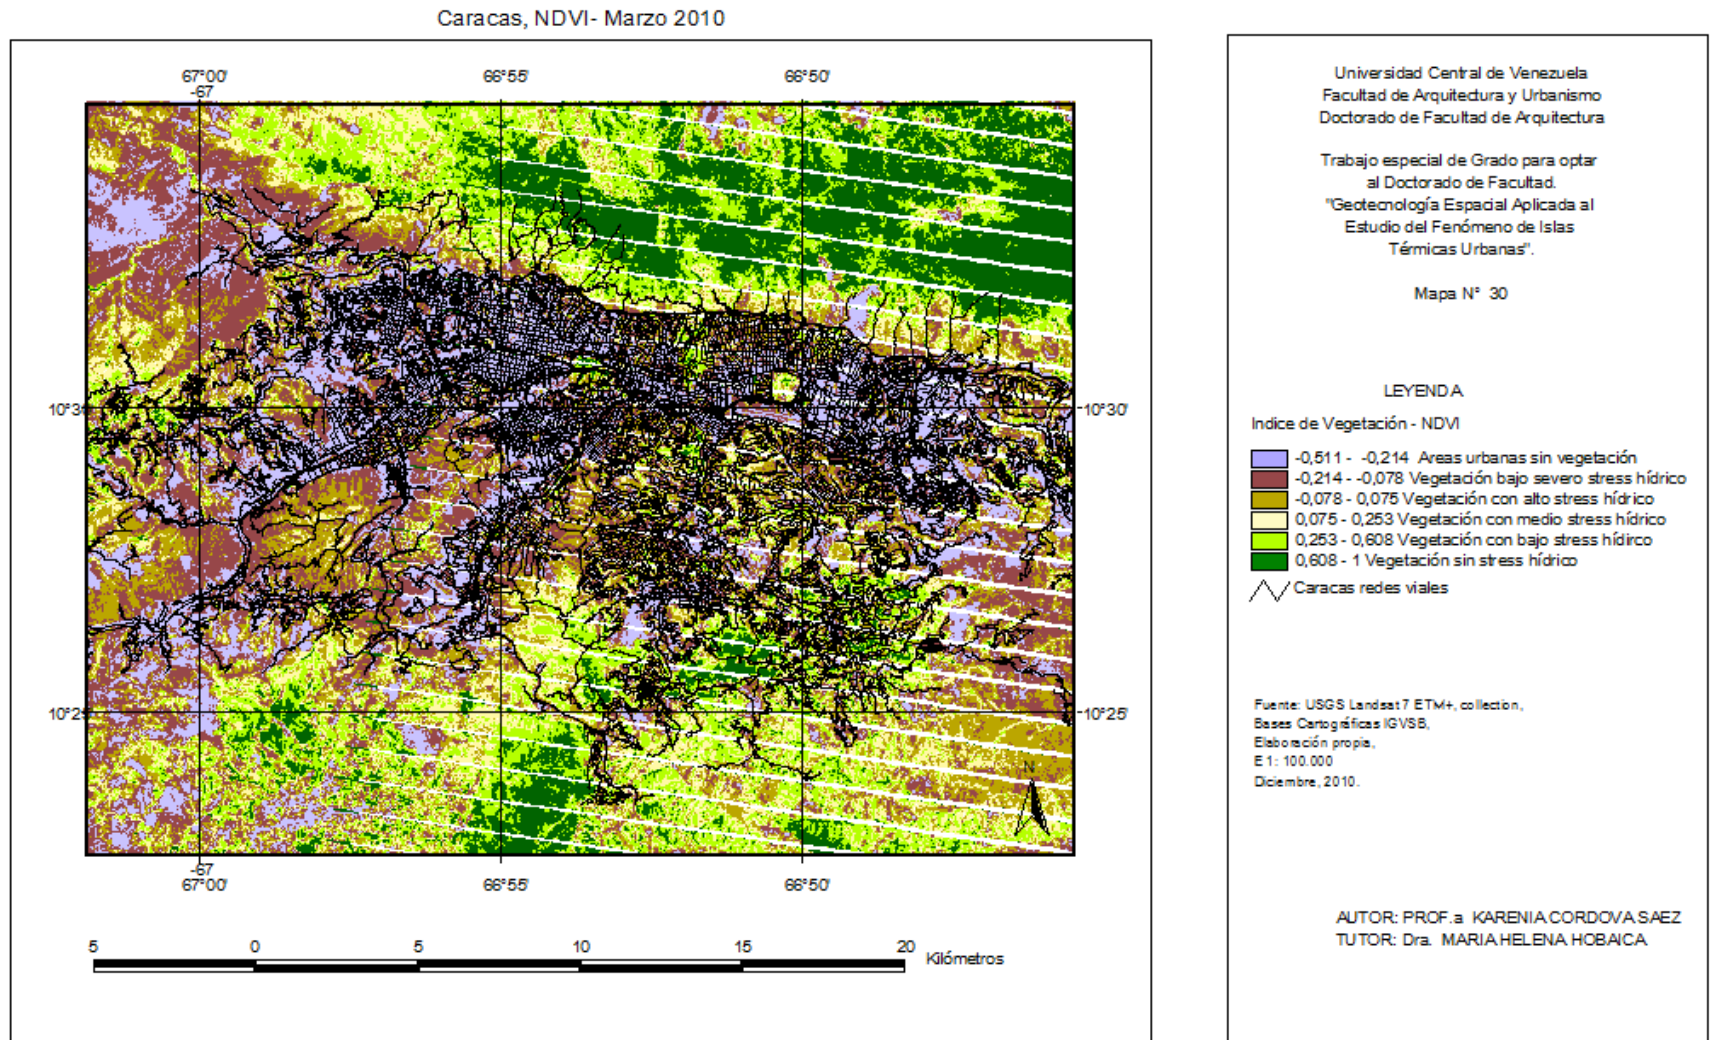 Caracas, NDVI- Marzo 2010
67°00' 66°55' 66°50'
-67
10°3 10°30'
10°2 10°25'
N
-67
67°00' 66°55' 66°50'
5 0 5 10 15 20
Kilómetros
Universidad Central de Venezuela
Facultad de Arquitectura y Urbanismo
Doctorado de Facultad de Arquitectura
Trabajo especial de Grado para optar
al Doctorado de Facultad.
"Geotecnología Espacial Aplicada al
Estudio del Fenómeno de Islas
Térmicas Urbanas".
Mapa N° 30
LEYENDA
Indice de Vegetación - NDVI
-0,511 - -0,214 Areas urbanas sin vegetación
-0,214 - -0,078 Vegetación bajo severo stress hídrico
-0,078 - 0,075 Vegetación con alto stress hídrico
0,075 - 0,253 Vegetación con medio stress hídrico
0,253 - 0,608 Vegetación con bajo stress hídirco
0,608 - 1 Vegetación sin stress hídrico
Caracas redes viales
Fuente: USGS Landsat 7 ETM+, collection,
Bases Cartográficas IGVSB,
Elaboración propia,
E 1: 100.000
Diciembre, 2010.
AUTOR: PROF.a KARENIA CORDOVA SAEZ
TUTOR: Dra. MARIA HELENA HOBAICA